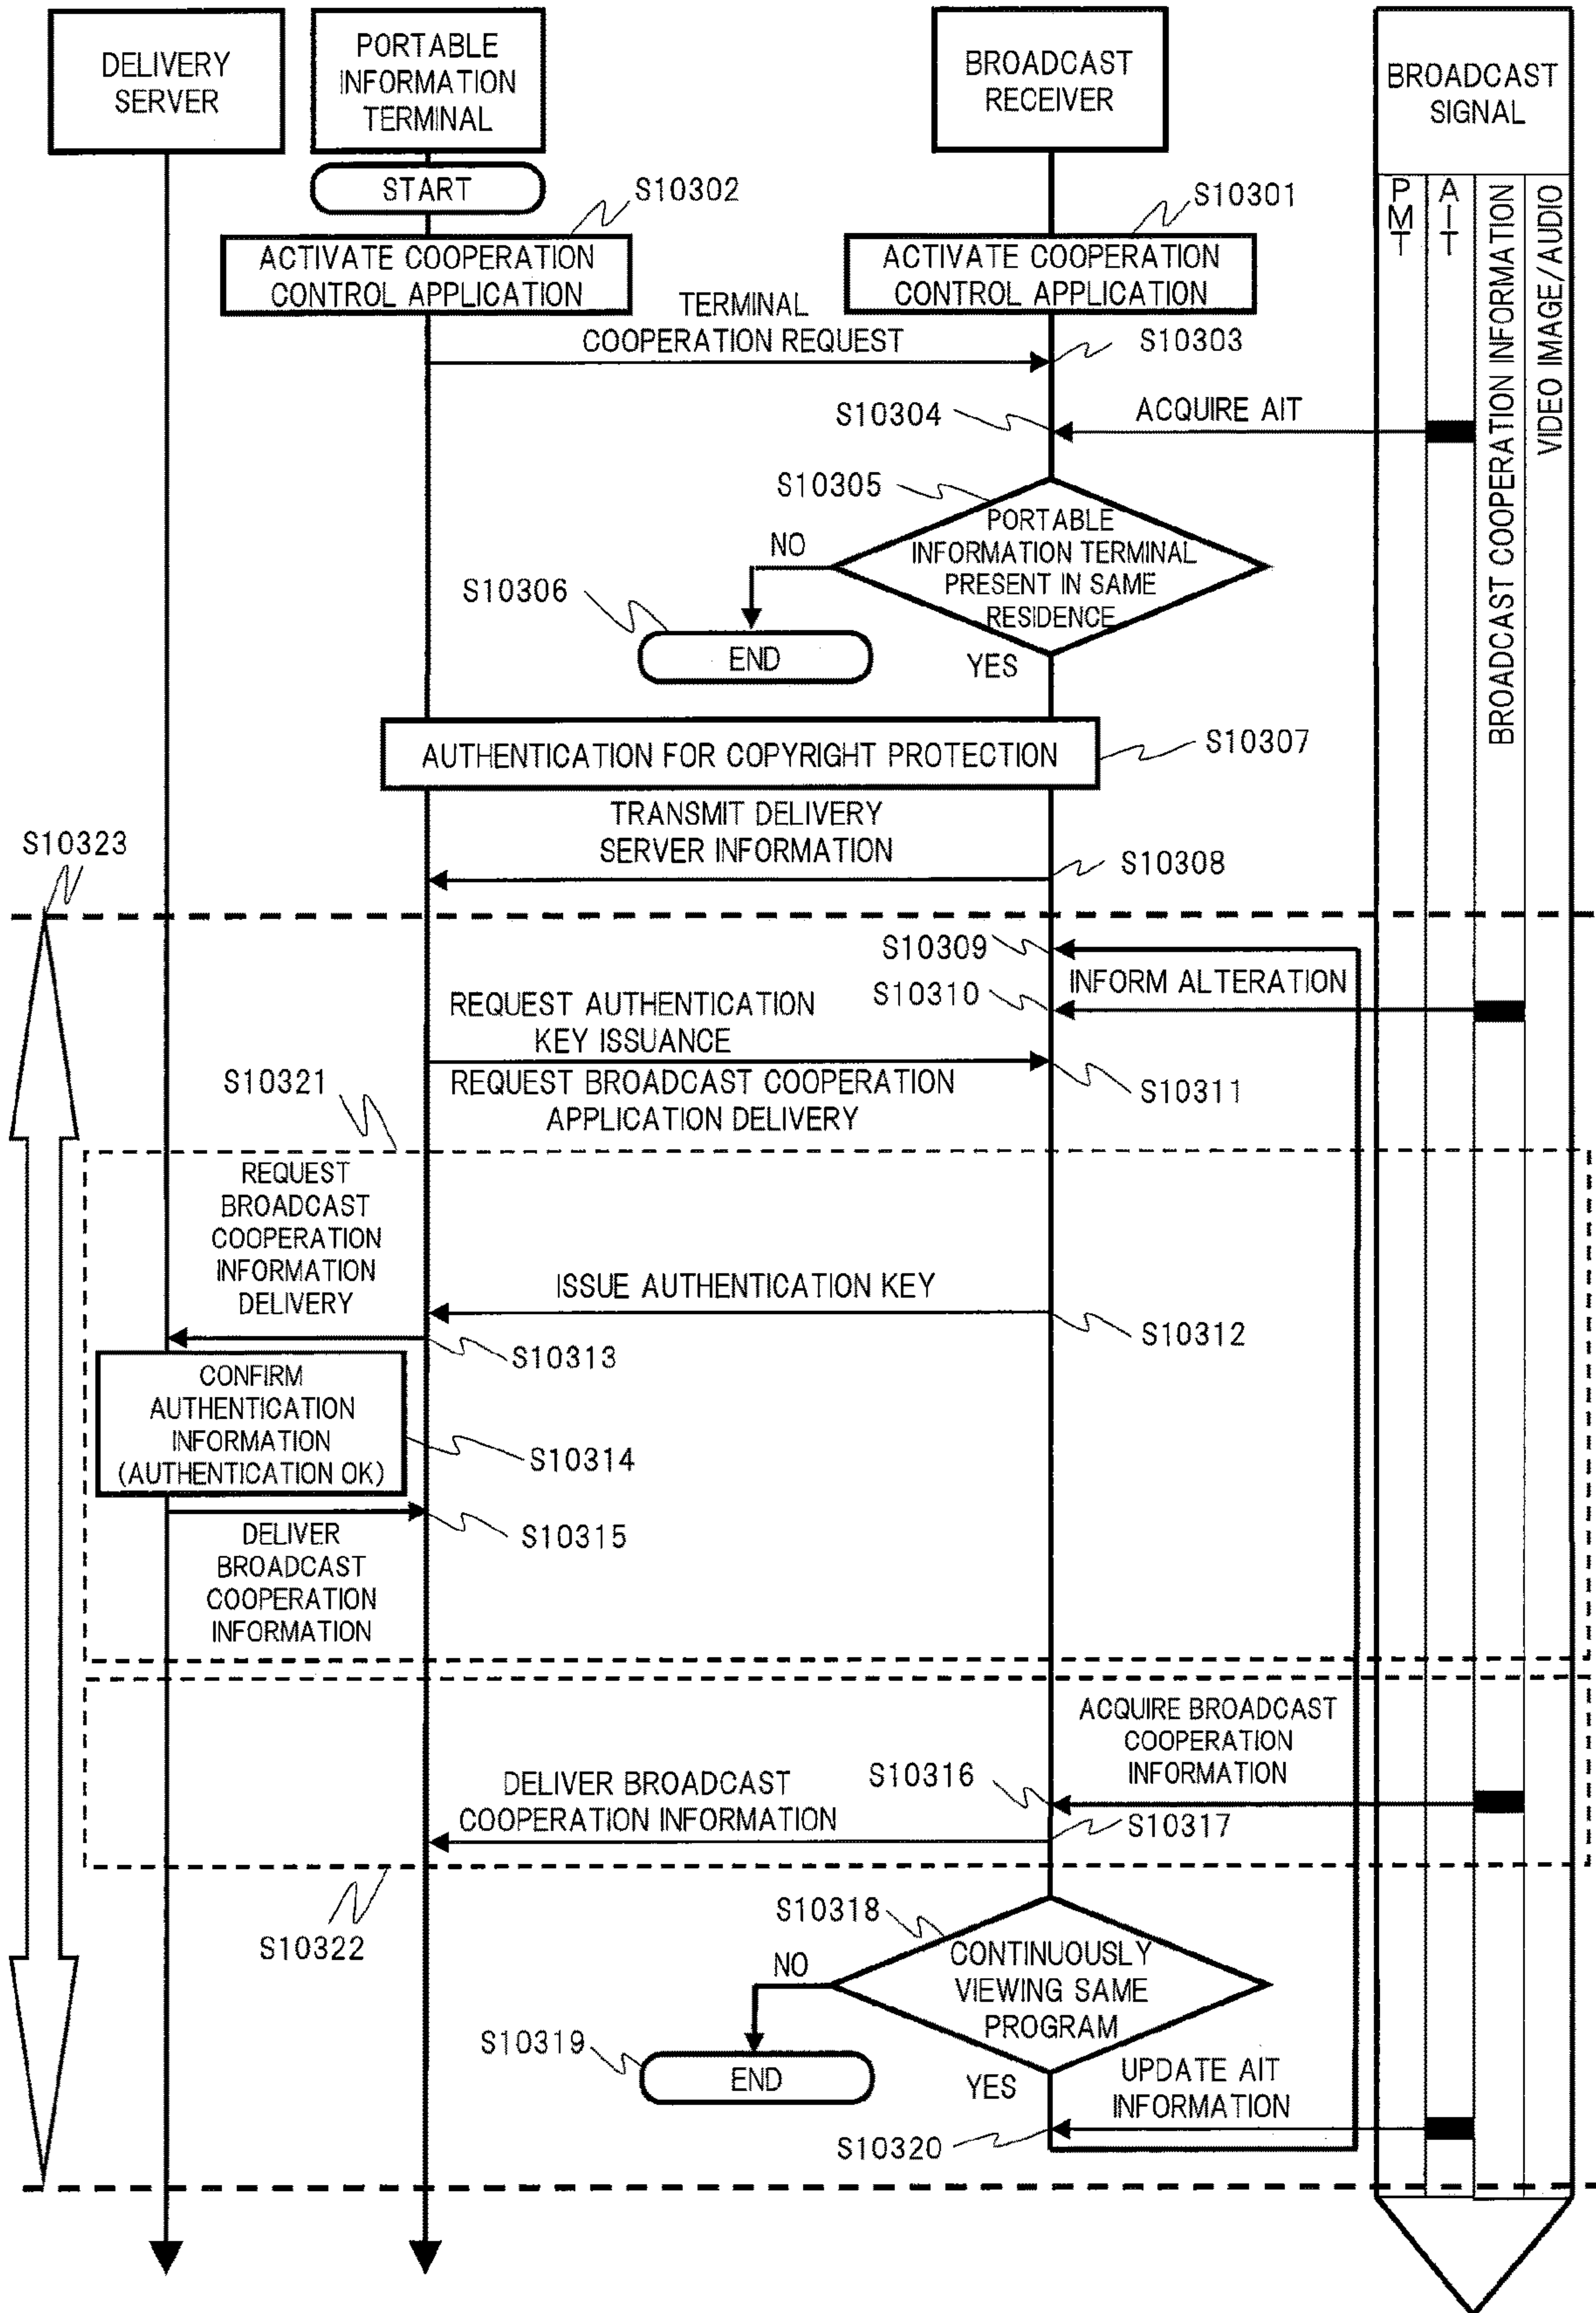 DELIVERY
SERVER
PORTABLE
INFORMATION
TERMINAL
BROADCAST
RECEIVER
BROADCAST
SIGNAL
START
S10302
S10301
PMT
AIT
BROADCAST COOPERATION INFORMATION
VIDEO IMAGE/AUDIO
ACTIVATE COOPERATION
CONTROL APPLICATION
ACTIVATE COOPERATION
CONTROL APPLICATION
TERMINAL
COOPERATION REQUEST
S10303
S10304
ACQUIRE AIT
S10305
PORTABLE
INFORMATION TERMINAL
PRESENT IN SAME
RESIDENCE
NO
S10306
END
YES
AUTHENTICATION FOR COPYRIGHT PROTECTION
S10307
TRANSMIT DELIVERY
SERVER INFORMATION
S10308
S10323
S10309
INFORM ALTERATION
S10310
REQUEST AUTHENTICATION
KEY ISSUANCE
REQUEST BROADCAST COOPERATION
APPLICATION DELIVERY
S10311
S10321
REQUEST
BROADCAST
COOPERATION
INFORMATION
DELIVERY
ISSUE AUTHENTICATION KEY
S10312
S10313
CONFIRM
AUTHENTICATION
INFORMATION
(AUTHENTICATION OK)
S10314
S10315
DELIVER
BROADCAST
COOPERATION
INFORMATION
ACQUIRE BROADCAST
COOPERATION
INFORMATION
S10316
DELIVER BROADCAST
COOPERATION INFORMATION
S10317
S10322
S10318
CONTINUOUSLY
VIEWING SAME
PROGRAM
NO
S10319
END
YES
UPDATE AIT
INFORMATION
S10320